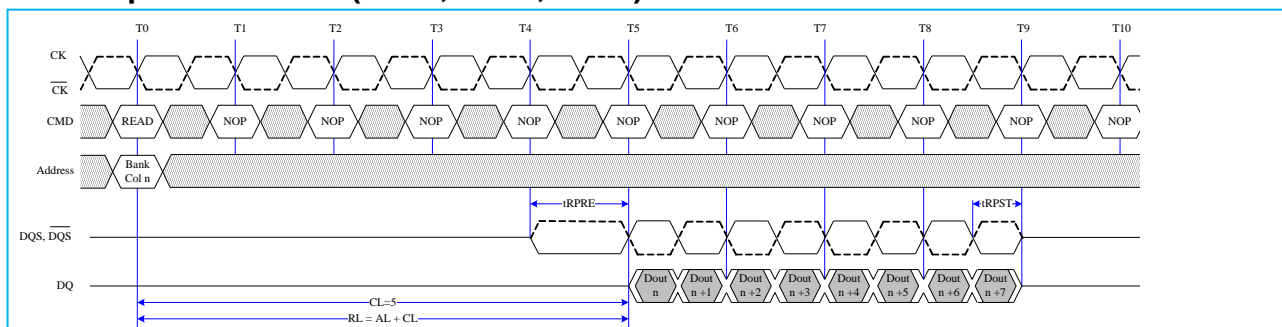 T0 T1 T2 T3 T4 T5 T6 T7 T8 T9 T10
CK
CK
CMD READ NOP NOP NOP NOP NOP NOP NOP NOP NOP NOP
Address Bank
Col n
tRPRE tRPST
DQS, DQS
DQ Dout Dout Dout Dout Dout Dout Dout Dout
n n +1 n +2 n +3 n +4 n +5 n +6 n +7
CL=5
RL = AL + CL